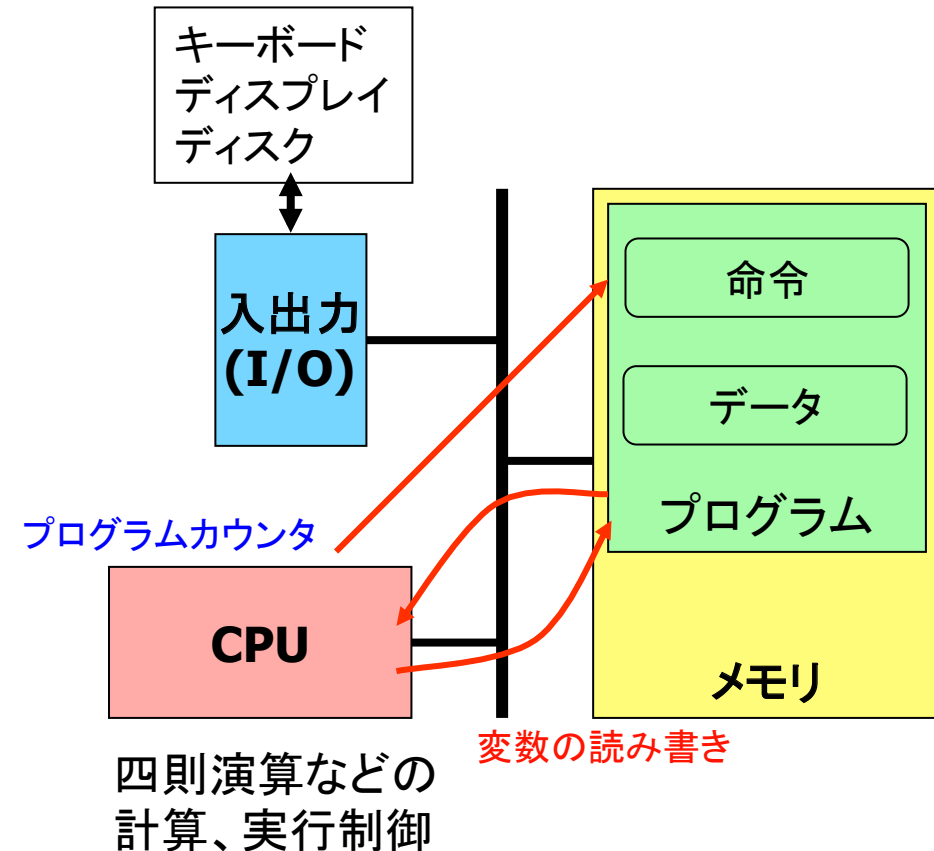 キーボード
ディスプレイ
ディスク
入出力
(I/O)
命令
データ
プログラム
プログラムカウンタ
CPU
メモリ
変数の読み書き
四則演算などの
計算、実行制御